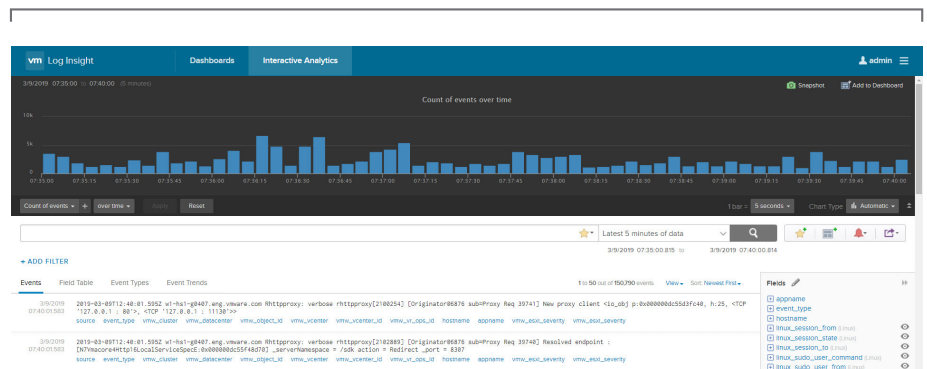 vm Log Insight Dashboards Interactive Analytics admin
3/9/2019 07:35:00 to 07:40:00 (5 minutes) Snapshot Add to Dashboard
Count of events over time
10k
5k
0
07:35:00 07:35:15 07:35:30 07:35:45 07:36:00 07:36:15 07:36:30 07:36:45 07:37:00 07:37:15 07:37:30 07:37:45 07:38:00 07:38:15 07:38:30 07:38:45 07:39:00 07:39:15 07:39:30 07:39:45 07:40:00
Count of events + over time Apply Reset 1 bar = 5 seconds Chart Type Automatic
Latest 5 minutes of data
3/9/2019 07:35:00.815 to 3/9/2019 07:40:00.814
+ ADD FILTER
Events Field Table Event Types Event Trends 1 to 50 out of 150,790 events View Sort: Newest First Fields
3/9/2019 2019-03-09T12:40:01.595Z w1-hs1-g0407.eng.vmware.com Rhttpproxy: verbose rhttpproxy[2100254] [Originator@6876 sub=Proxy Req 39741] New proxy client <io_obj p:0x000000dc55d3fc48, h:25, <TCP
07:40:01.583 '127.0.0.1 : 80'>, <TCP '127.0.0.1 : 11130'>>
source event_type vmw_cluster vmw_datacenter vmw_object_id vmw_vcenter vmw_vcenter_id vmw_vr_ops_id hostname appname vmw_esxi_severity vmw_esxi_severity
3/9/2019 2019-03-09T12:40:01.595Z w1-hs1-g0407.eng.vmware.com Rhttpproxy: verbose rhttpproxy[2102889] [Originator@6876 sub=Proxy Req 39740] Resolved endpoint :
07:40:01.583 [N7Vmacore4Http16LocalServiceSpecE:0x000000dc55f48d70] _serverNamespace = /sdk action = Redirect _port = 8307
source event_type vmw_cluster vmw_datacenter vmw_object_id vmw_vcenter vmw_vcenter_id vmw_vr_ops_id hostname appname vmw_esxi_severity vmw_esxi_severity
appname
event_type
hostname
linux_session_from (Linux)
linux_session_state (Linux)
linux_session_to (Linux)
linux_sudo_user_command (Linux)
linux_sudo_user_from (Linux)